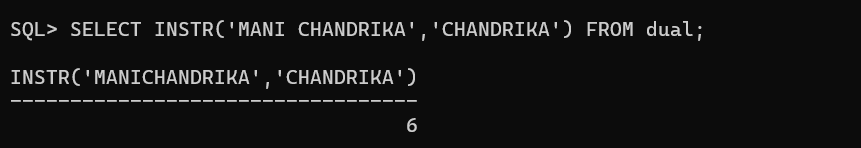 SQL> SELECT INSTR('MANI CHANDRIKA','CHANDRIKA') FROM dual;
INSTR('MANICHANDRIKA','CHANDRIKA')
----------------------------------
6